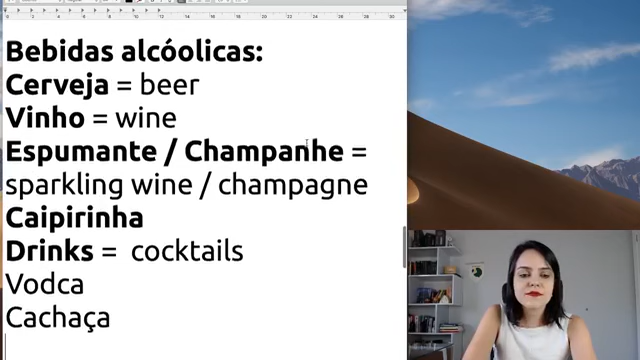 Bebidas alcóolicas:
Cerveja = beer
Vinho = wine
Espumante / Champanhe =
sparkling wine / champagne
Caipirinha
Drinks = cocktails
Vodca
Cachaça